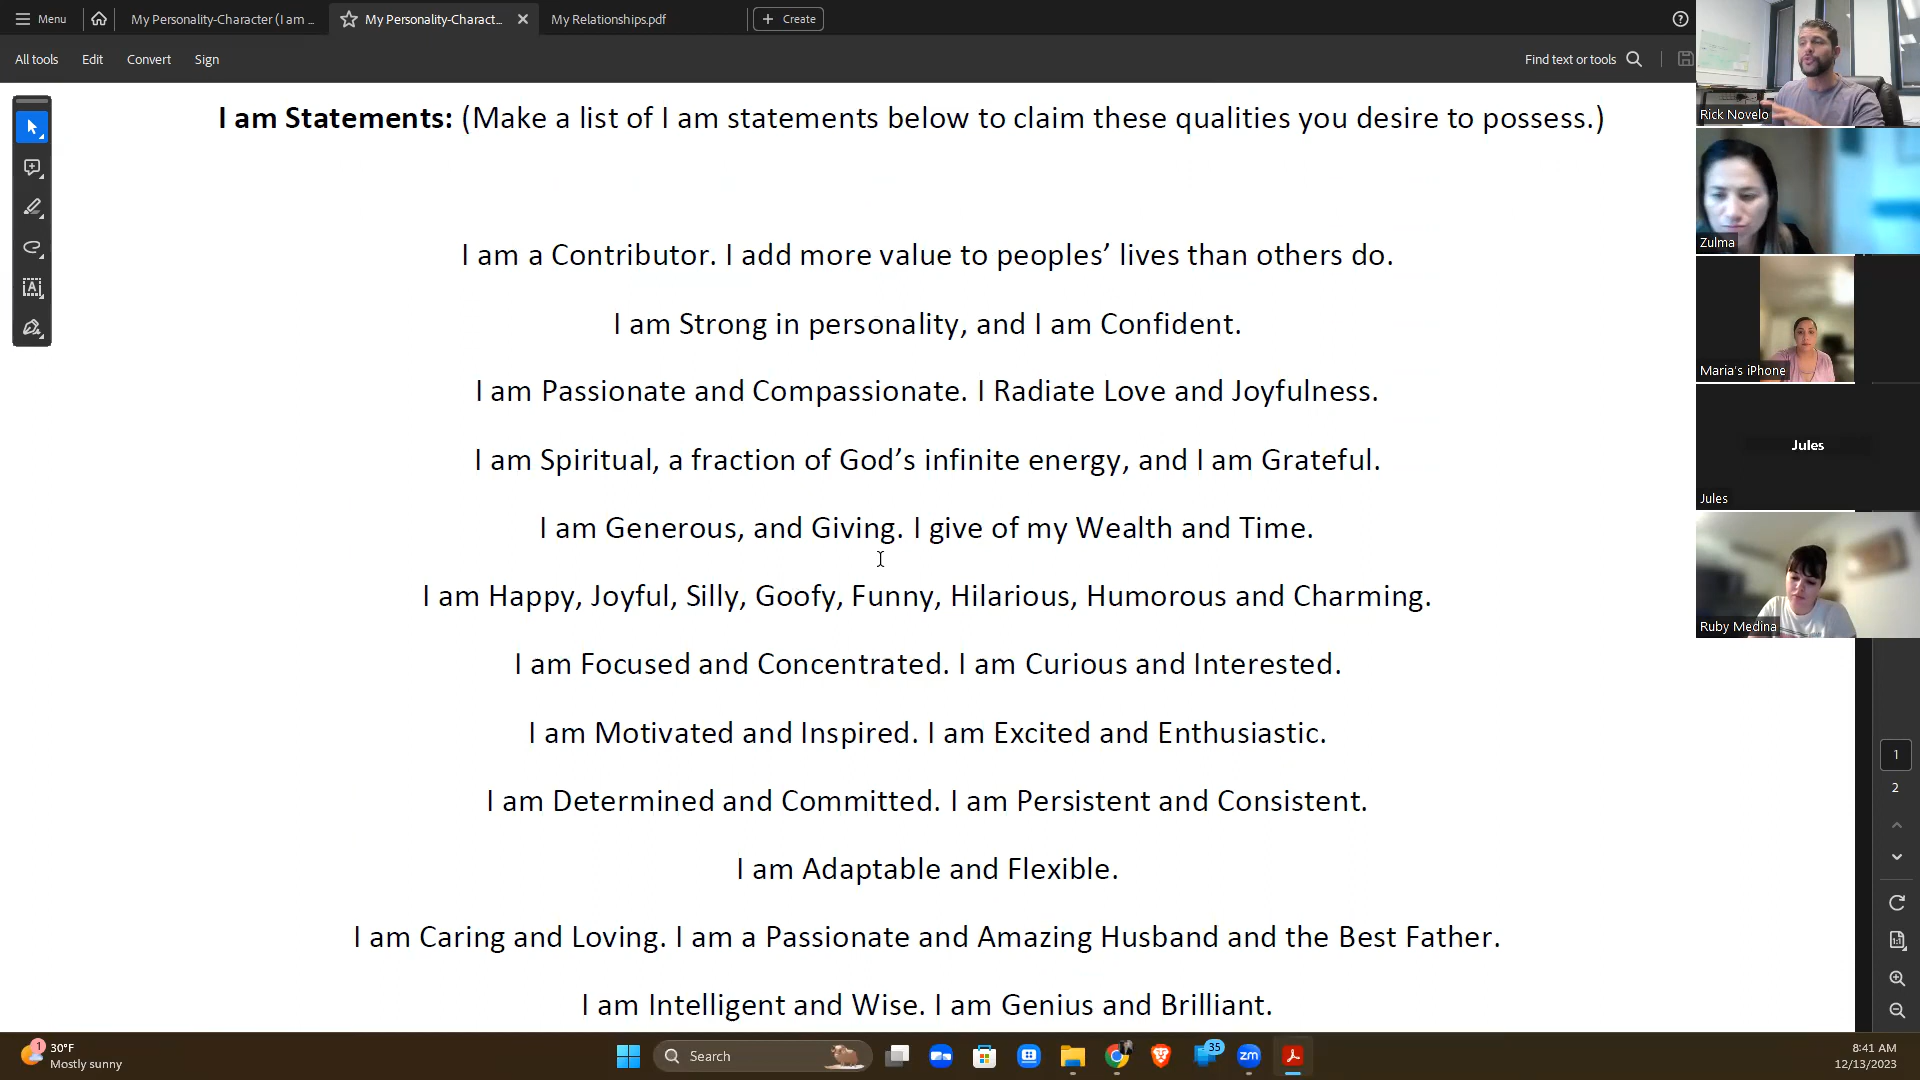 Menu
My Personality-Character (I am ...
My Personality-Charact...
My Relationships.pdf
Create
All tools
Edit
Convert
Sign
Find text or tools
I am Statements: (Make a list of I am statements below to claim these qualities you desire to possess.)
I am a Contributor. I add more value to peoples’ lives than others do.
I am Strong in personality, and I am Confident.
I am Passionate and Compassionate. I Radiate Love and Joyfulness.
I am Spiritual, a fraction of God’s infinite energy, and I am Grateful.
I am Generous, and Giving. I give of my Wealth and Time.
I am Happy, Joyful, Silly, Goofy, Funny, Hilarious, Humorous and Charming.
I am Focused and Concentrated. I am Curious and Interested.
I am Motivated and Inspired. I am Excited and Enthusiastic.
I am Determined and Committed. I am Persistent and Consistent.
I am Adaptable and Flexible.
I am Caring and Loving. I am a Passionate and Amazing Husband and the Best Father.
I am Intelligent and Wise. I am Genius and Brilliant.
Rick Novelo
Zulma
Maria's iPhone
Jules
Jules
Ruby Medina
1
2
1
30°F
Mostly sunny
Search
35
zm
8:41 AM
12/13/2023